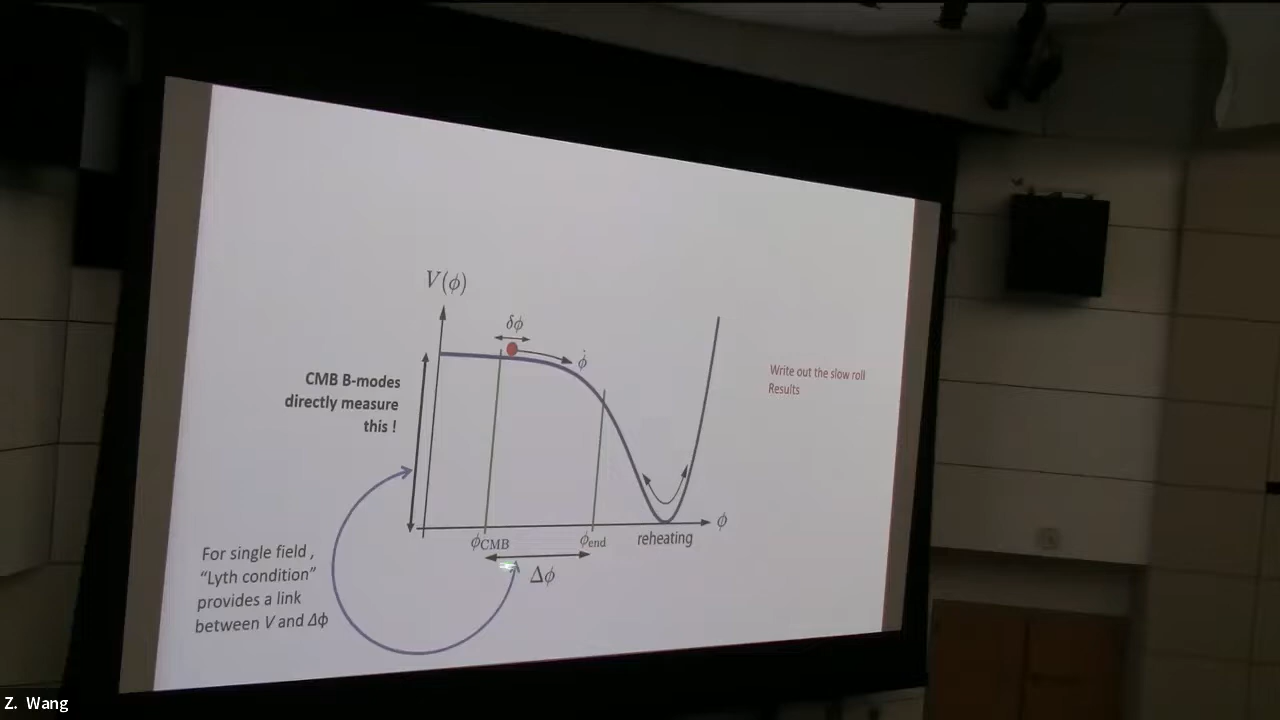 V(ϕ)
δϕ
ϕ̇
CMB B-modes
directly measure
this !
Write out the slow roll
Results
ϕ
ϕCMB
ϕend
reheating
Δϕ
For single field ,
“Lyth condition”
provides a link
between V and Δϕ
Z. Wang